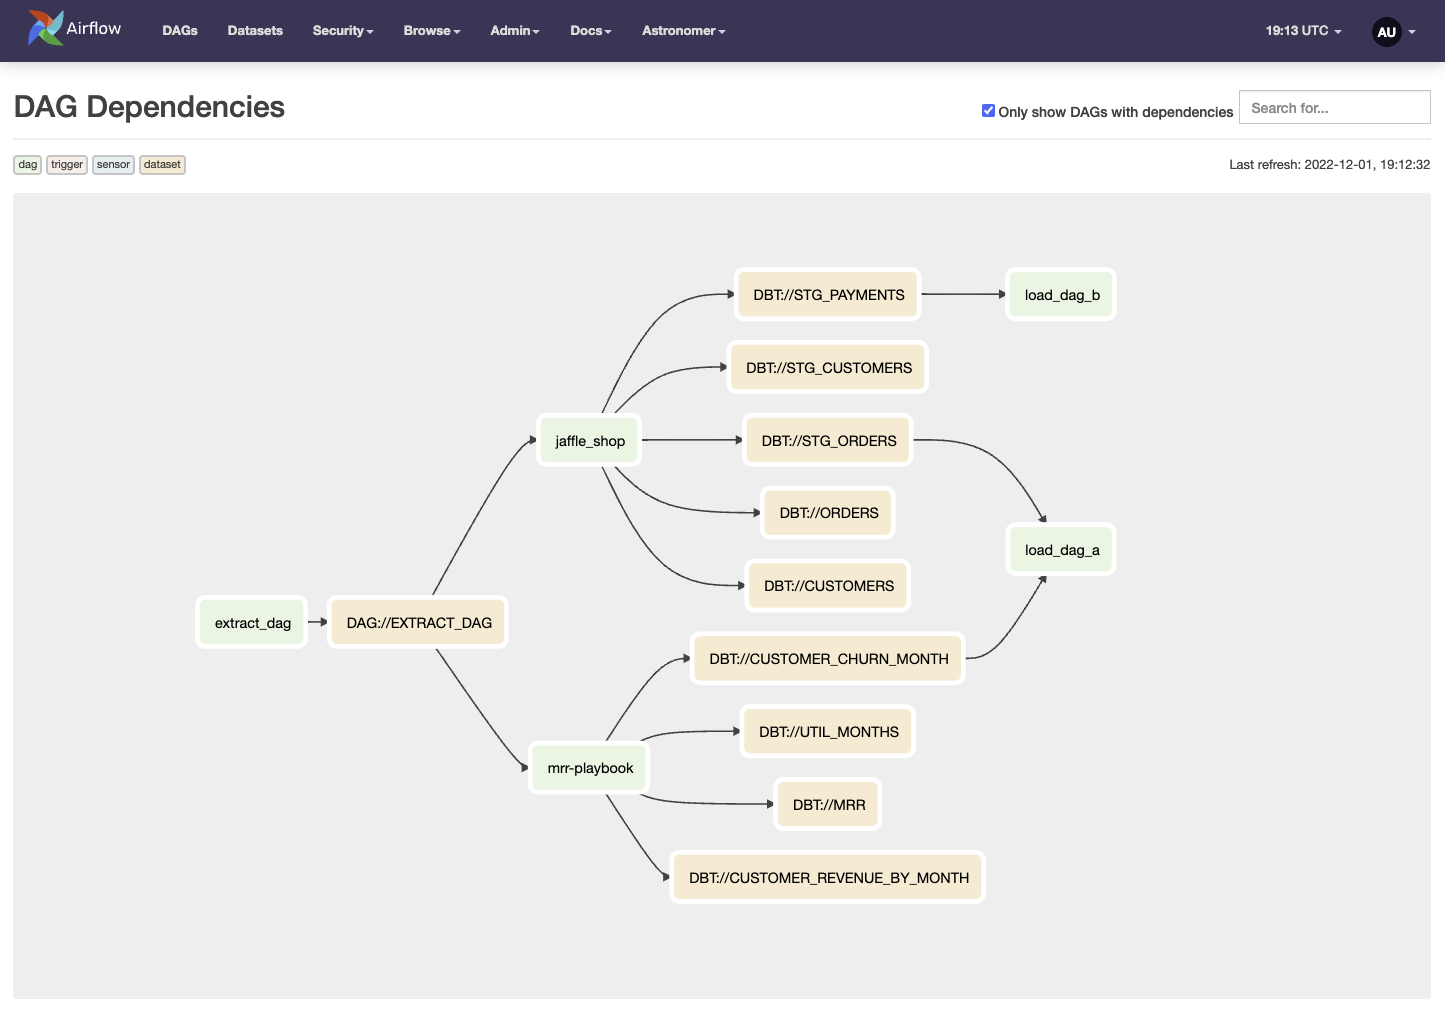 Airflow DAGs Datasets Security Browse Admin Docs Astronomer 19:13 UTC AU
DAG Dependencies
Only show DAGs with dependencies Search for...
dag trigger sensor dataset
Last refresh: 2022-12-01, 19:12:32
DBT://STG_PAYMENTS load_dag_b
DBT://STG_CUSTOMERS
jaffle_shop DBT://STG_ORDERS
DBT://ORDERS
load_dag_a
DBT://CUSTOMERS
extract_dag DAG://EXTRACT_DAG
DBT://CUSTOMER_CHURN_MONTH
DBT://UTIL_MONTHS
mrr-playbook
DBT://MRR
DBT://CUSTOMER_REVENUE_BY_MONTH